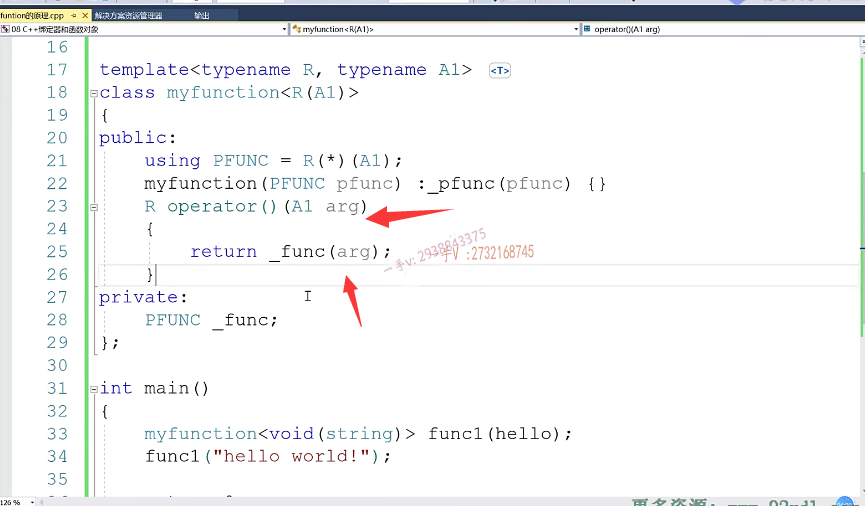 funtion的原理.cpp 解决方案资源管理器 输出
08 C++绑定器和函数对象 myfunction<R(A1)> operator()(A1 arg)
16
17 template<typename R, typename A1> <T>
18 class myfunction<R(A1)>
19 {
20 public:
21 using PFUNC = R(*)(A1);
22 myfunction(PFUNC pfunc) :_pfunc(pfunc) {}
23 R operator()(A1 arg)
24 {
25 return _func(arg);
一手v: 2938843375
一手V :2732168745
26 }
27 private:
28 PFUNC _func;
29 };
30
31 int main()
32 {
33 myfunction<void(string)> func1(hello);
34 func1("hello world!");
35
126 %